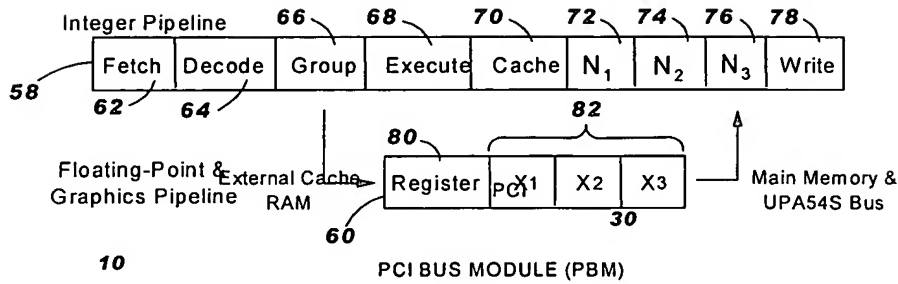 66 68 70 72 74 76 78
Integer Pipeline
Fetch Decode Group Execute Cache N1 N2 N3 Write
58 62 64 82
80
Floating-Point & External Cache Register X1 X2 X3 Main Memory &
Graphics Pipeline RAM PCI UPA54S Bus
60 30
10 PCI BUS MODULE (PBM)